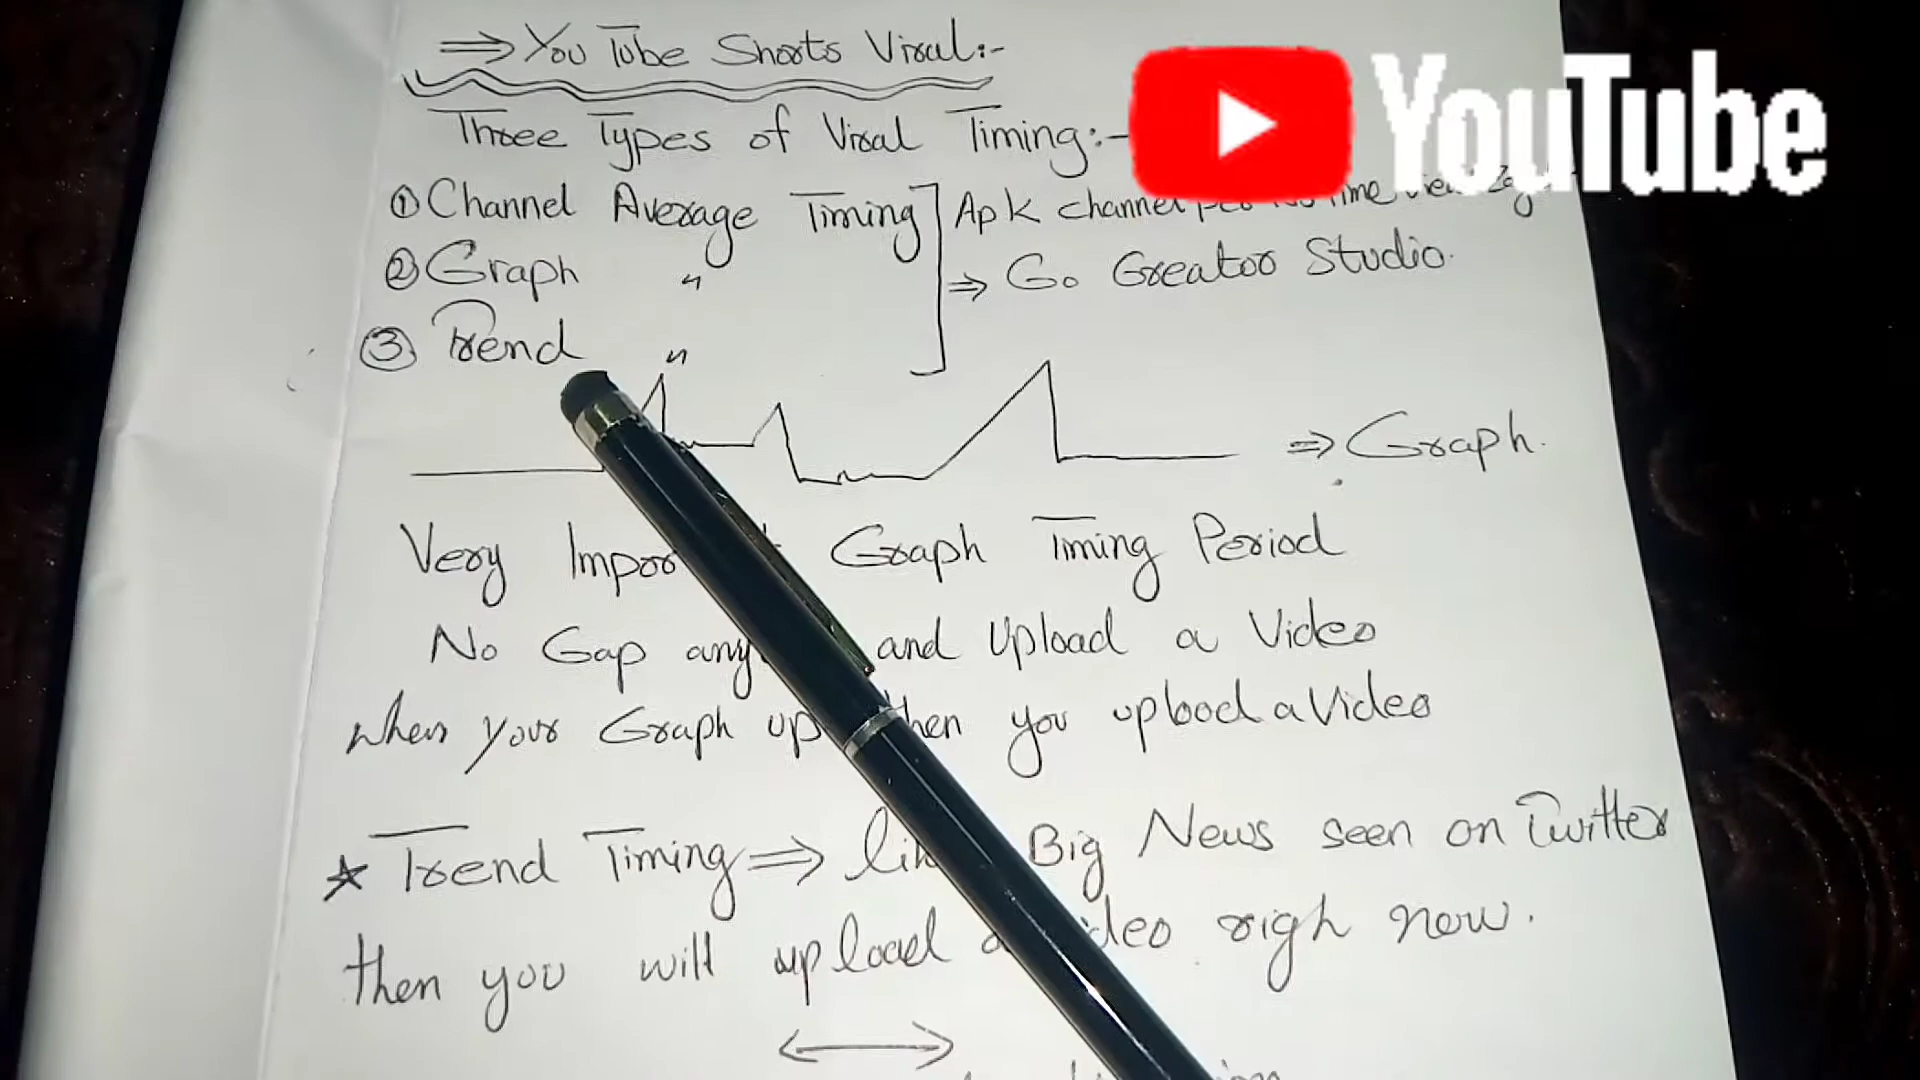 ⇒ YouTube Shorts Viral:-
YouTube
Three Types of Viral Timing:-
① Channel Average Timing
Apk channel
② Graph "
⇒ Go Creator Studio.
③ Trend "
⇒ Graph.
Very Graph Timing Period
No Gap and Upload a Video
when your Graph up then you upload a Video
★ Trend Timing ⇒ Big News seen on Twitter
then you will upload righ now.